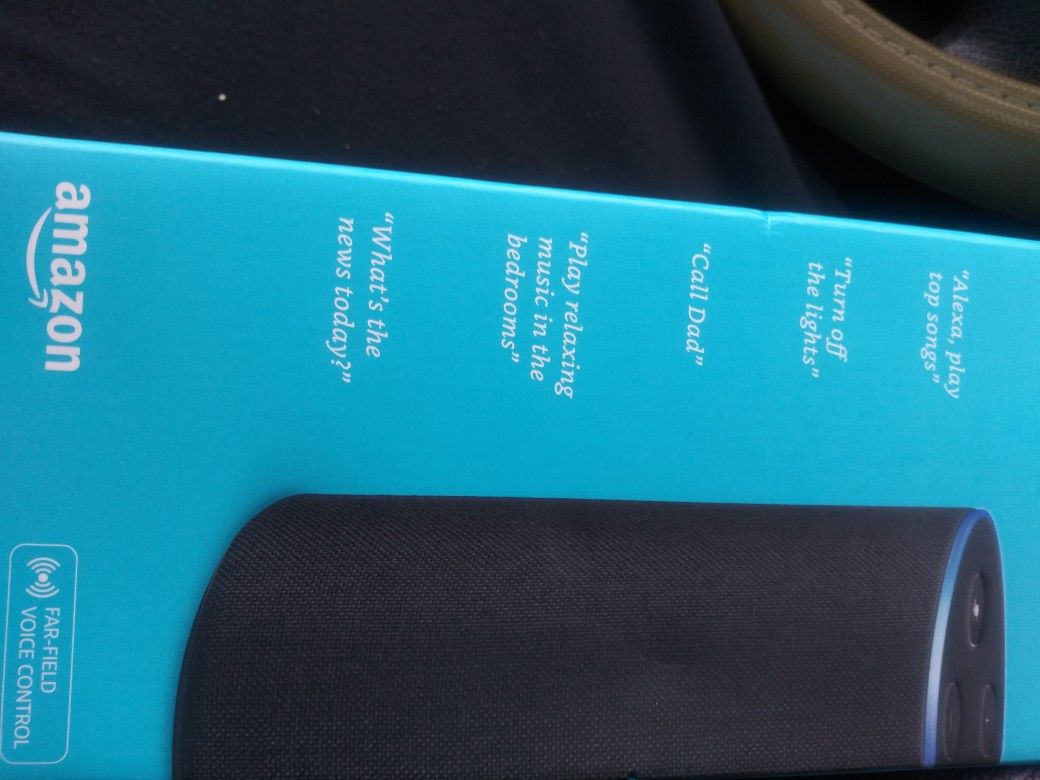 "Alexa, play
top songs"
"Turn off
the lights"
"Call Dad"
"Play relaxing
music in the
bedrooms"
"What's the
news today?"
amazon
FAR-FIELD
VOICE CONTROL